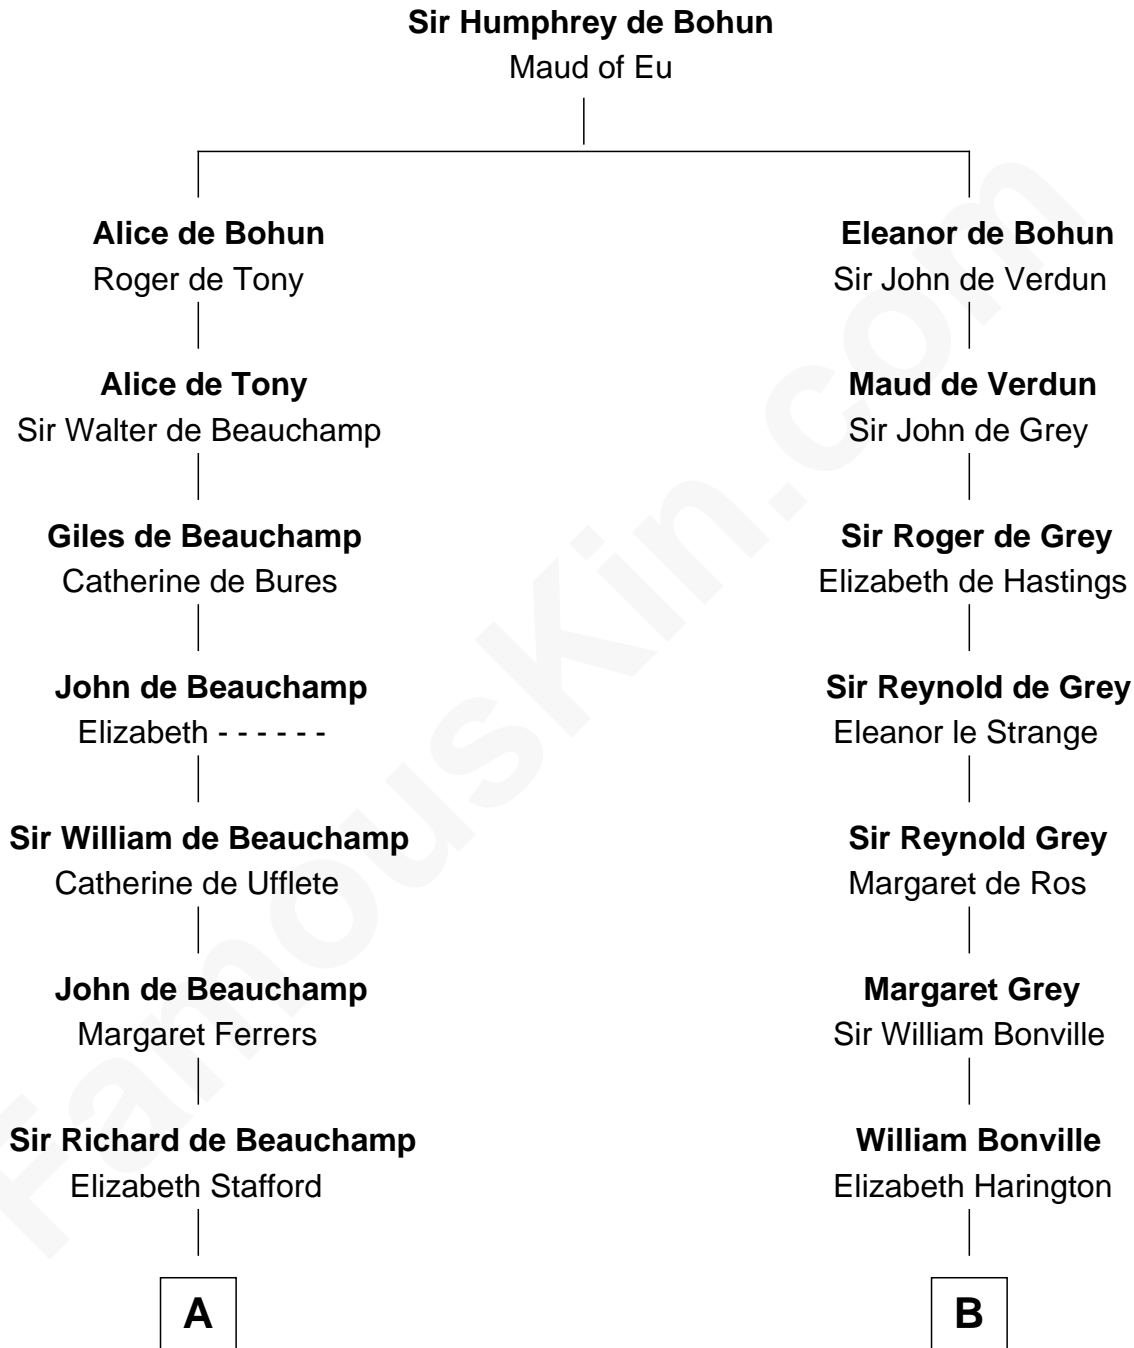 Sir Humphrey de Bohun
Maud of Eu
Alice de Bohun
Roger de Tony
Eleanor de Bohun
Sir John de Verdun
Alice de Tony
Sir Walter de Beauchamp
Maud de Verdun
Sir John de Grey
Giles de Beauchamp
Catherine de Bures
Sir Roger de Grey
Elizabeth de Hastings
John de Beauchamp
Elizabeth - - - - - -
Sir Reynold de Grey
Eleanor le Strange
Sir William de Beauchamp
Catherine de Ufflete
Sir Reynold Grey
Margaret de Ros
John de Beauchamp
Margaret Ferrers
Margaret Grey
Sir William Bonville
Sir Richard de Beauchamp
Elizabeth Stafford
William Bonville
Elizabeth Harington
A
B
FamousKin.com